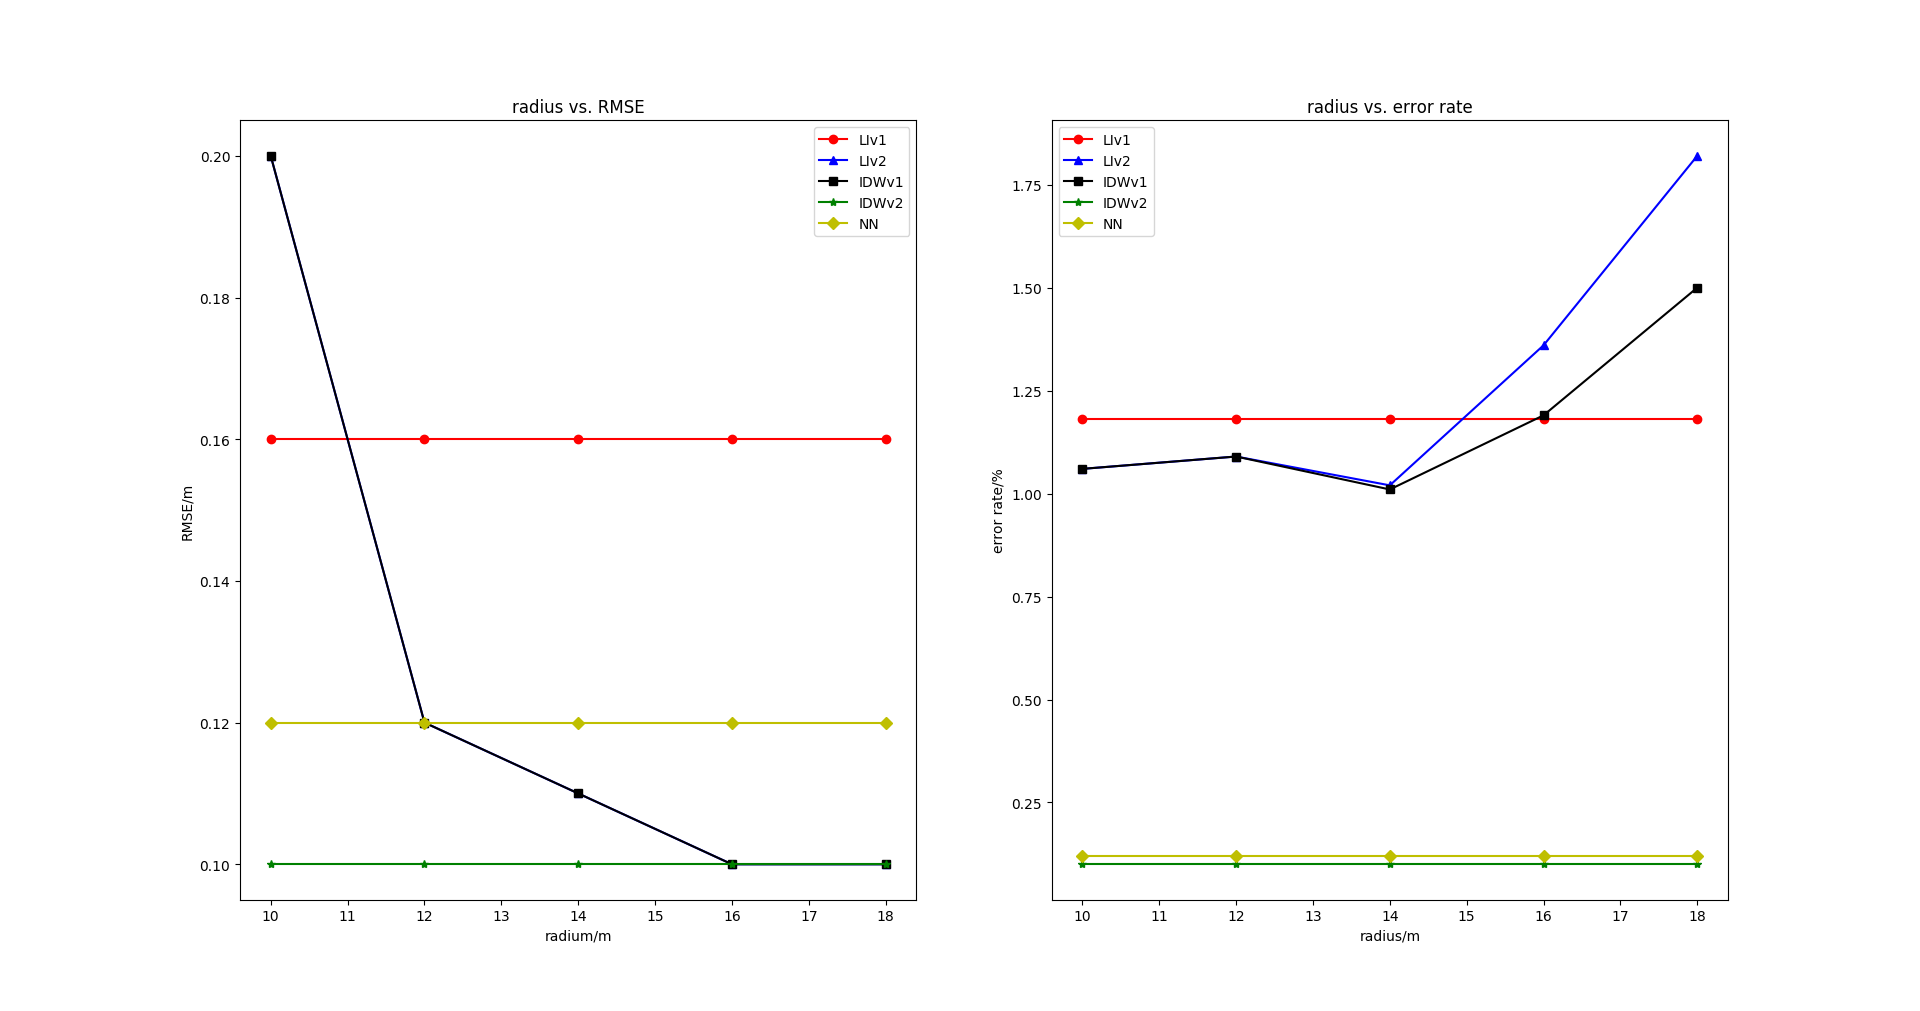 radius vs. RMSE
0.20
0.18
0.16
0.14
0.12
0.10
RMSE/m
LIv1
LIv2
IDWv1
IDWv2
NN
10 11 12 13 14 15 16 17 18
radium/m
radius vs. error rate
1.75
1.50
1.25
1.00
0.75
0.50
0.25
error rate/%
LIv1
LIv2
IDWv1
IDWv2
NN
10 11 12 13 14 15 16 17 18
radius/m